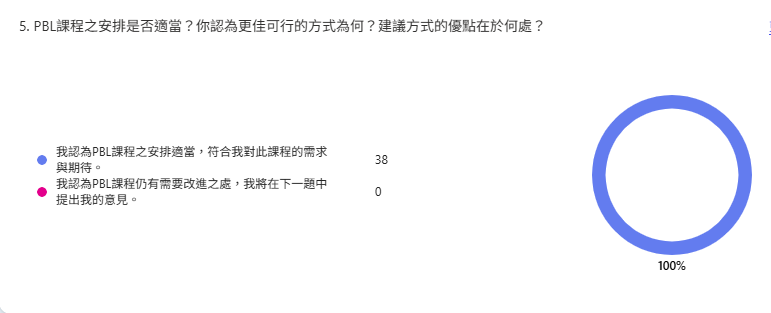 5. PBL課程之安排是否適當？你認為更佳可行的方式為何？建議方式的優點在於何處？
我認為PBL課程之安排適當，符合我對此課程的需求
與期待。
38
我認為PBL課程仍有需要改進之處，我將在下一題中
提出我的意見。
0
100%